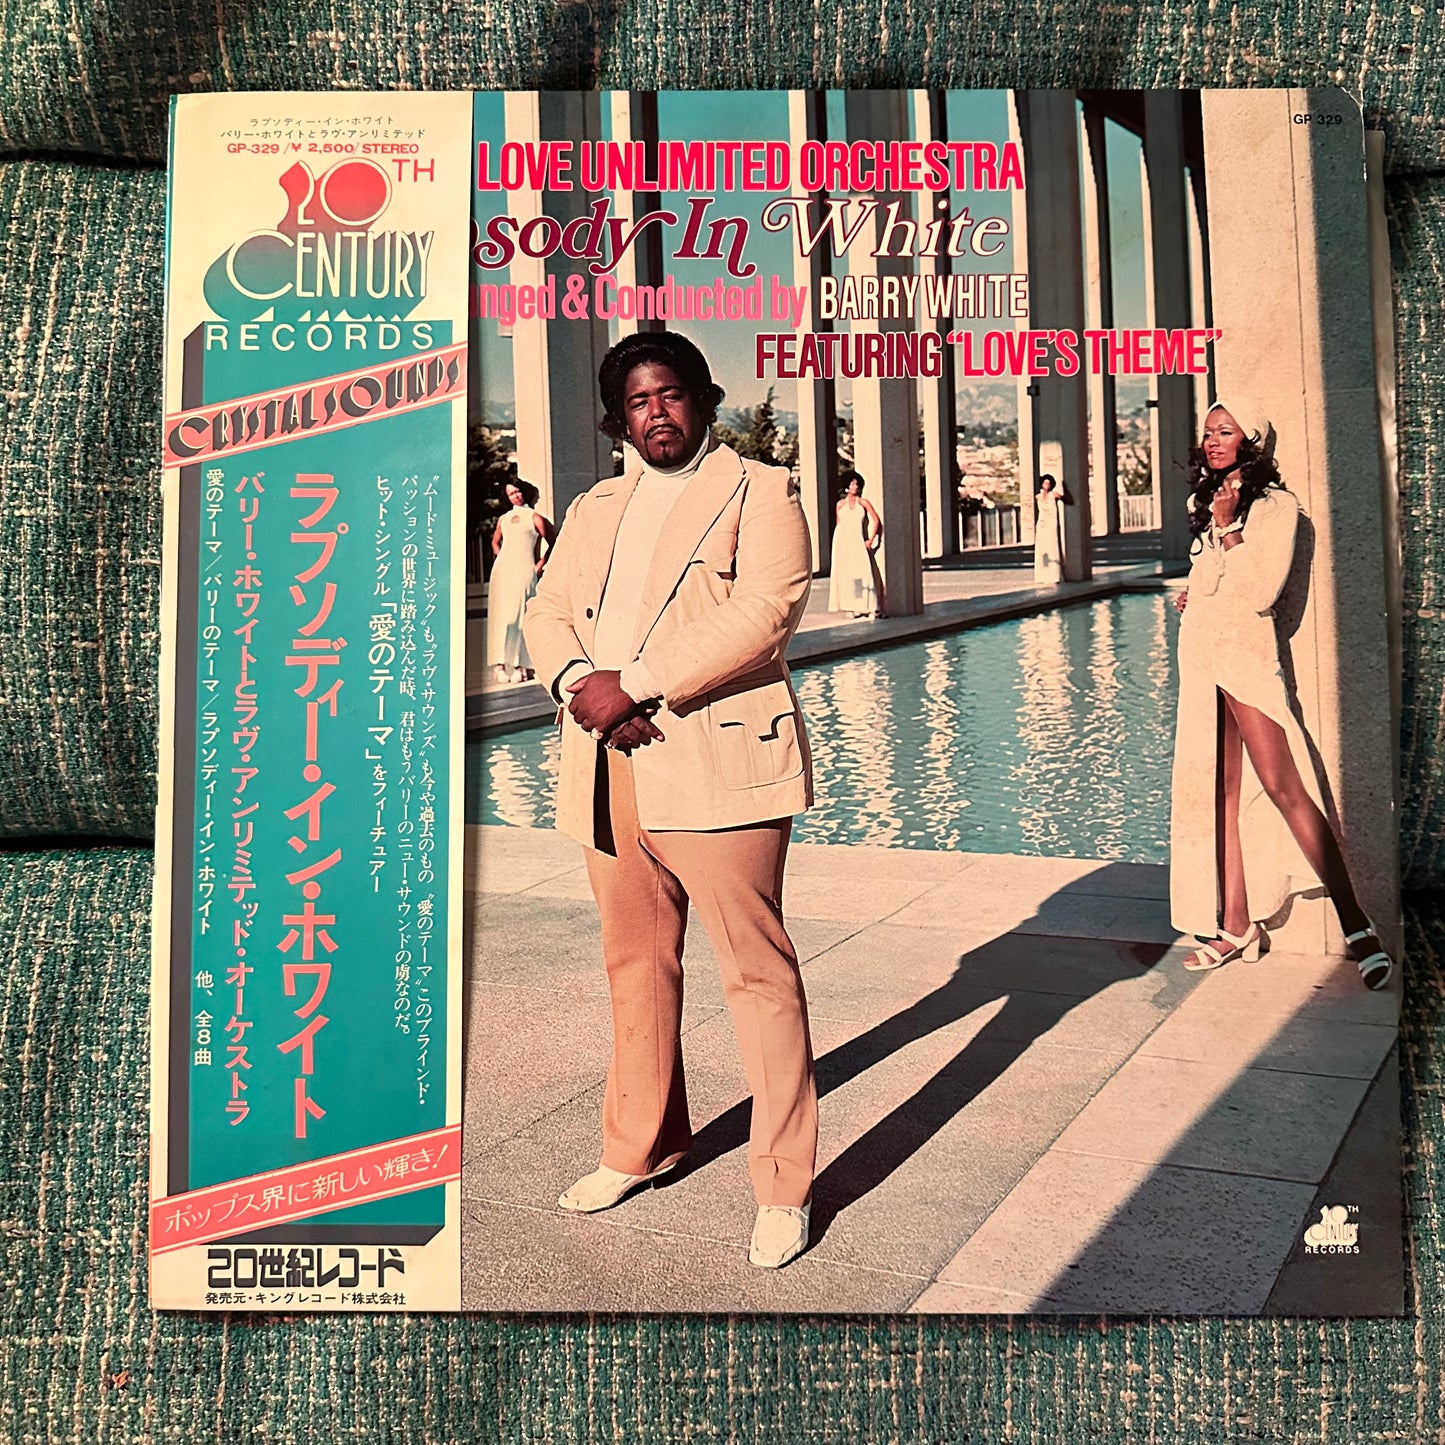 ラプソディー・イン・ホワイト
バリー・ホワイトとラヴ・アンリミテッド
GP-329/¥2,500/STEREO
20TH
CENTURY
RECORDS
CRYSTAL SOUNDS
"ムード・ミュージック"も"ラヴ・サウンズ"も今や過去のもの "愛のテーマ"このブラインド・
パッションの世界に踏み込んだ時、君はもうバリーのニュー・サウンドの虜なのだ。
ヒット・シングル「愛のテーマ」をフィーチュアー
ラプソディー・イン・ホワイト
バリー・ホワイトとラヴ・アンリミテッド・オーケストラ
愛のテーマ/バリーのテーマ/ラプソディー・イン・ホワイト 他、全8曲
ポップス界に新しい輝き!
20世紀レコード
発売元・キングレコード株式会社
GP 329
LOVE UNLIMITED ORCHESTRA
sody In White
nged & Conducted by BARRY WHITE
FEATURING "LOVE'S THEME"
20TH
CENTURY
RECORDS